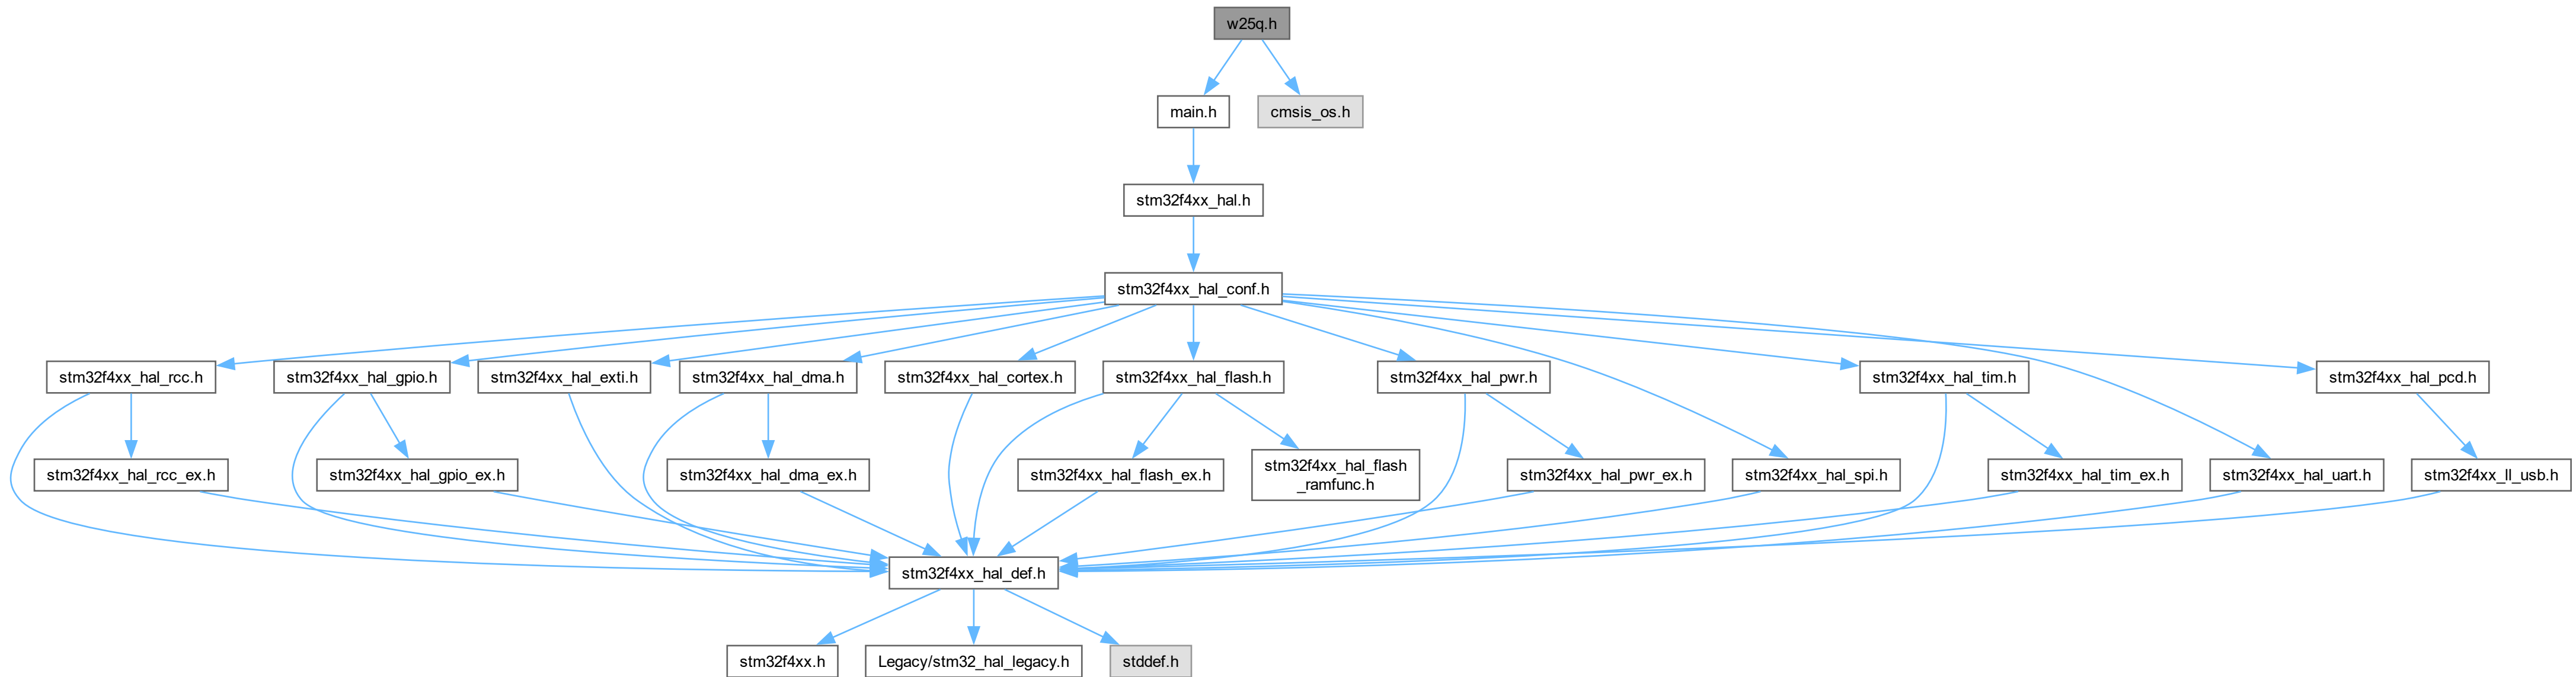 w25q.h
main.h
cmsis_os.h
stm32f4xx_hal.h
stm32f4xx_hal_conf.h
stm32f4xx_hal_rcc.h
stm32f4xx_hal_gpio.h
stm32f4xx_hal_exti.h
stm32f4xx_hal_dma.h
stm32f4xx_hal_cortex.h
stm32f4xx_hal_flash.h
stm32f4xx_hal_pwr.h
stm32f4xx_hal_tim.h
stm32f4xx_hal_pcd.h
stm32f4xx_hal_rcc_ex.h
stm32f4xx_hal_gpio_ex.h
stm32f4xx_hal_dma_ex.h
stm32f4xx_hal_flash_ex.h
stm32f4xx_hal_flash
_ramfunc.h
stm32f4xx_hal_pwr_ex.h
stm32f4xx_hal_spi.h
stm32f4xx_hal_tim_ex.h
stm32f4xx_hal_uart.h
stm32f4xx_ll_usb.h
stm32f4xx_hal_def.h
stm32f4xx.h
Legacy/stm32_hal_legacy.h
stddef.h